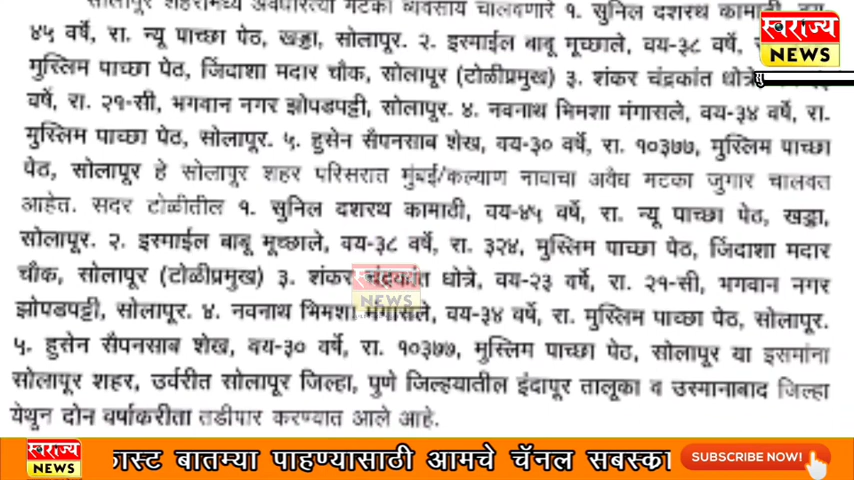 सोलापूर शहरामध्ये अवैधरित्या मटका व्यवसाय चालवणारे १. सुनिल दशरथ कामाठी, वय-
४५ वर्षे, रा. न्यू पाच्छा पेठ, खड्डा, सोलापूर. २. इस्माईल बाबू मूच्छाले, वय-३८ वर्षे,
मुस्लिम पाच्छा पेठ, जिंदाशा मदार चौक, सोलापूर (टोळीप्रमुख) ३. शंकर चंद्रकांत धोत्रे,
वर्षे, रा. २१-सी, भगवान नगर झोपडपट्टी, सोलापूर. ४. नवनाथ भिमशा मंगासले, वय-३४ वर्षे, रा.
मुस्लिम पाच्छा पेठ, सोलापूर. ५. हुसेन सैपनसाब शेख, वय-३० वर्षे, रा. १०३७७, मुस्लिम पाच्छा
पेठ, सोलापूर हे सोलापूर शहर परिसरात मुंबई/कल्याण नावाचा अवैध मटका जुगार चालवत
आहेत. सदर टोळीतील १. सुनिल दशरथ कामाठी, वय-४५ वर्षे, रा. न्यू पाच्छा पेठ, खड्डा,
सोलापूर. २. इस्माईल बाबू मूच्छाले, वय-३८ वर्षे, रा. ३२४, मुस्लिम पाच्छा पेठ, जिंदाशा मदार
चौक, सोलापूर (टोळीप्रमुख) ३. शंकर चंद्रकांत धोत्रे, वय-२३ वर्षे, रा. २१-सी, भगवान नगर
झोपडपट्टी, सोलापूर. ४. नवनाथ भिमशा मंगासले, वय-३४ वर्षे, रा. मुस्लिम पाच्छा पेठ, सोलापूर.
५. हुसेन सैपनसाब शेख, वय-३० वर्षे, रा. १०३७७, मुस्लिम पाच्छा पेठ, सोलापूर या इसमांना
सोलापूर शहर, उर्वरीत सोलापूर जिल्हा, पुणे जिल्हयातील इंदापूर तालूका व उस्मानाबाद जिल्हा
येथून दोन वर्षाकरीता तडीपार करण्यात आले आहे.
स्वराज्य
NEWS
स्वराज्य
NEWS
स्वराज्य
NEWS
फास्ट बातम्या पाहण्यासाठी आमचे चॅनल सबस्क्रा
SUBSCRIBE NOW!